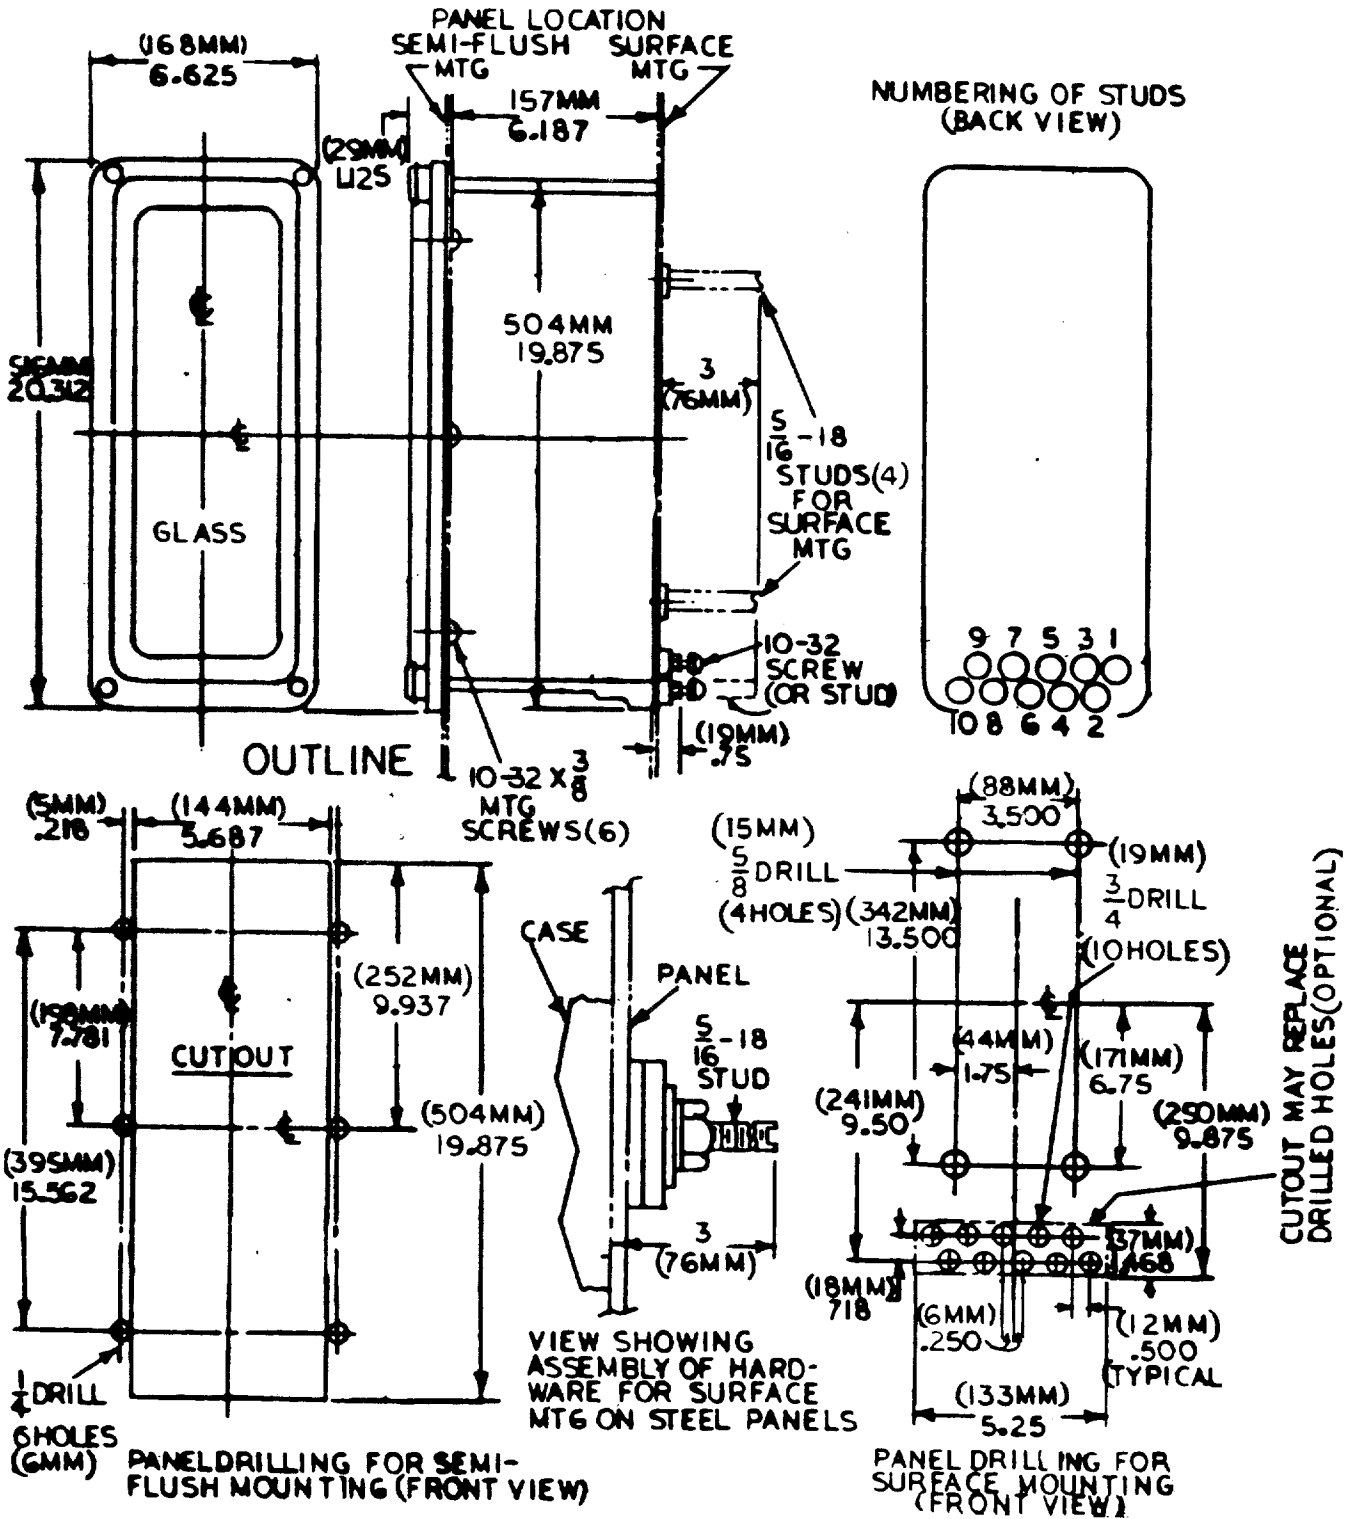 PANEL LOCATION
SEMI-FLUSH MTG
SURFACE MTG
(168MM)
6.625
157MM
6.187
(29MM)
1.125
NUMBERING OF STUDS
(BACK VIEW)
516MM
20.312
504MM
19.875
3
(76MM)
5/16-18
STUDS(4)
FOR
SURFACE
MTG
GLASS
10-32
SCREW
(OR STUD)
(19MM)
.75
9 7 5 3 1
10 8 6 4 2
OUTLINE
10-32 X 3/8
MTG
SCREWS(6)
(5MM)
.218
(144MM)
5.687
(198MM)
7.781
(395MM)
15.562
CUTOUT
(252MM)
9.937
(504MM)
19.875
1/4 DRILL
6HOLES
(6MM)
PANEL DRILLING FOR SEMI-
FLUSH MOUNTING (FRONT VIEW)
CASE
PANEL
5/16-18
STUD
3
(76MM)
VIEW SHOWING
ASSEMBLY OF HARD-
WARE FOR SURFACE
MTG ON STEEL PANELS
(88MM)
3.500
(15MM)
5/8 DRILL
(4HOLES)
(342MM)
13.500
(19MM)
3/4 DRILL
(10HOLES)
(44MM)
1.75
(171MM)
6.75
(241MM)
9.50
(250MM)
9.875
(37MM)
1.468
(18MM)
718
(6MM)
.250
(12MM)
.500
(TYPICAL
(133MM)
5.25
CUTOUT MAY REPLACE
DRILLED HOLES(OPTIONAL)
PANEL DRILLING FOR
SURFACE MOUNTING
(FRONT VIEW)